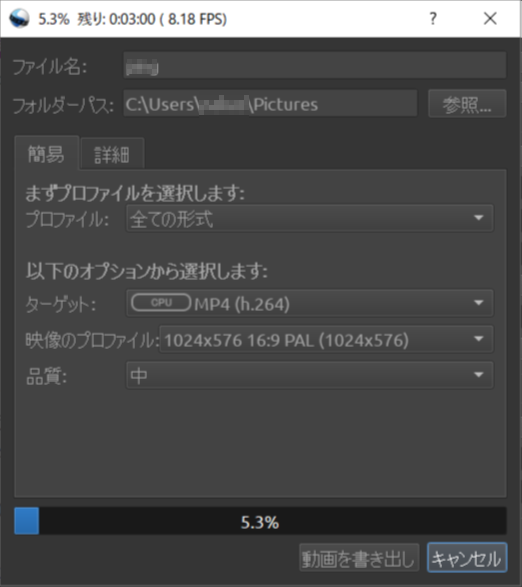 5.3% 残り: 0:03:00 ( 8.18 FPS)
ファイル名:
フォルダーパス: C:\Users\ \Pictures 参照...
簡易 詳細
まずプロファイルを選択します:
プロファイル: 全ての形式
以下のオプションから選択します:
ターゲット: CPU MP4 (h.264)
映像のプロファイル: 1024x576 16:9 PAL (1024x576)
品質: 中
5.3%
動画を書き出し キャンセル